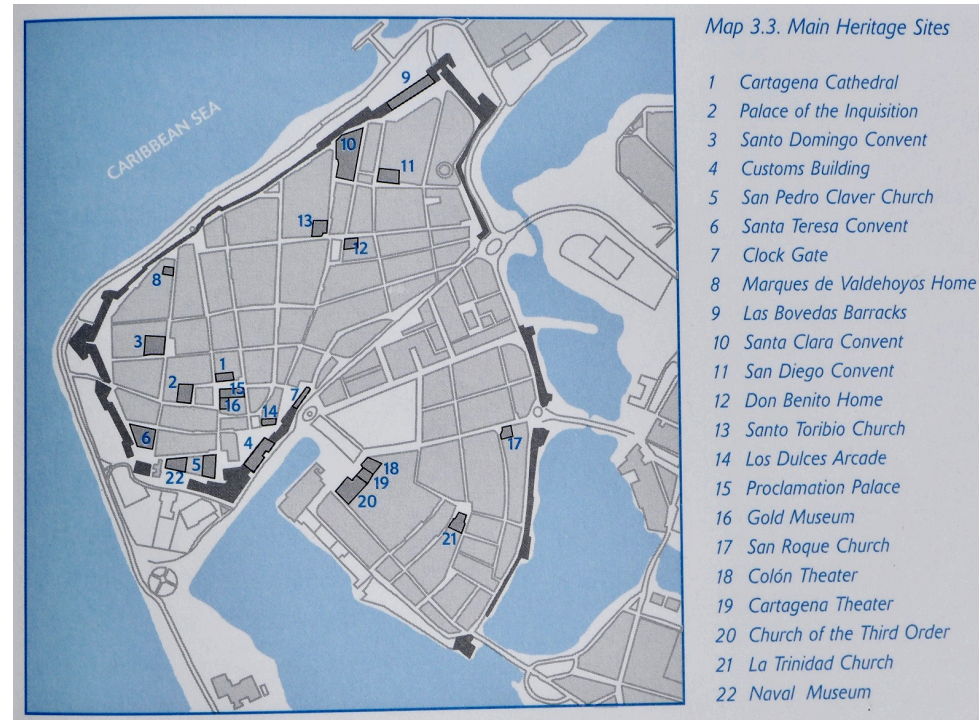 Map 3.3. Main Heritage Sites
1 Cartagena Cathedral
2 Palace of the Inquisition
3 Santo Domingo Convent
4 Customs Building
5 San Pedro Claver Church
6 Santa Teresa Convent
7 Clock Gate
8 Marques de Valdehoyos Home
9 Las Bovedas Barracks
10 Santa Clara Convent
11 San Diego Convent
12 Don Benito Home
13 Santo Toribio Church
14 Los Dulces Arcade
15 Proclamation Palace
16 Gold Museum
17 San Roque Church
18 Colón Theater
19 Cartagena Theater
20 Church of the Third Order
21 La Trinidad Church
22 Naval Museum
CARIBBEAN SEA
9
10
11
13
12
8
3
1
2
15
7
16
14
6
4
17
22
5
18
19
20
21